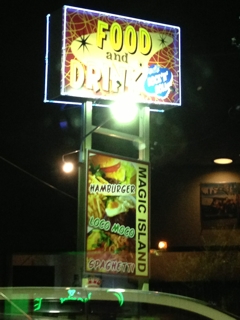 FOOD
and
DRINK
HAMBURGER
LOCO MOCO
SPAGHETTI
MAGIC ISLAND